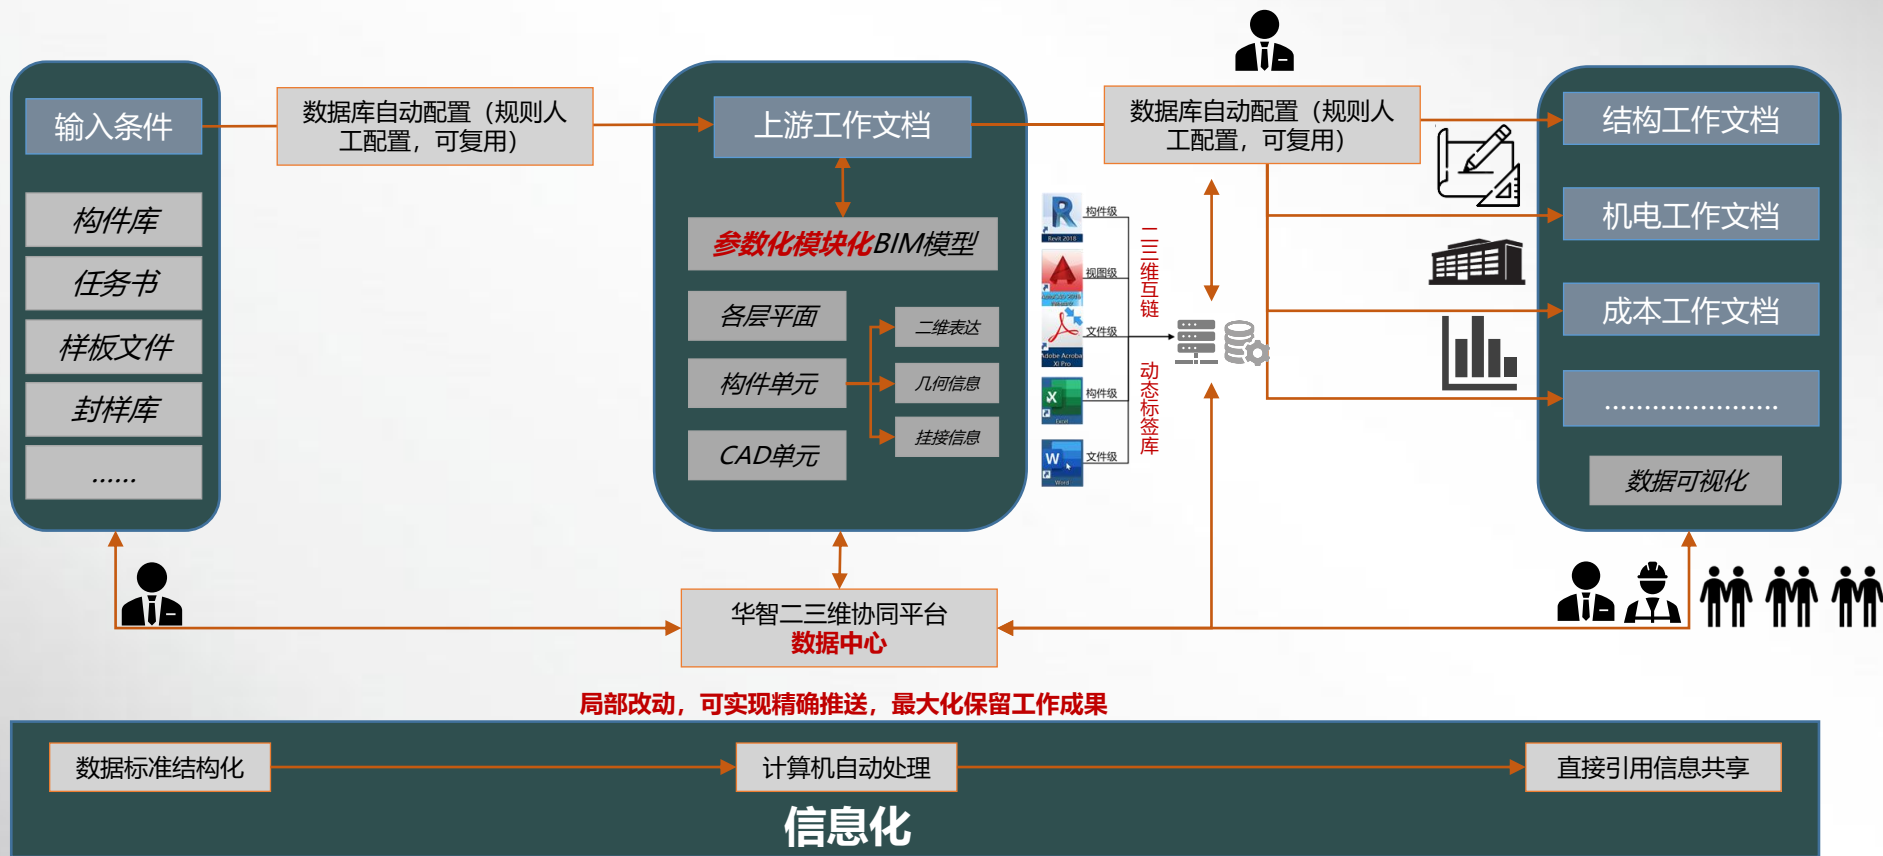 输入条件
构件库
任务书
样板文件
封样库
......
数据库自动配置（规则人
工配置，可复用）
上游工作文档
参数化模块化BIM模型
各层平面
构件单元
CAD单元
二维表达
几何信息
挂接信息
数据库自动配置（规则人
工配置，可复用）
Revit 2016
构件级
视图级
Adobe Acrobat
XI Pro
文件级
Excel
构件级
Word
文件级
二三维互链
动态标签库
结构工作文档
机电工作文档
成本工作文档
......................
数据可视化
华智二三维协同平台
数据中心
局部改动，可实现精确推送，最大化保留工作成果
数据标准结构化
计算机自动处理
直接引用信息共享
信息化